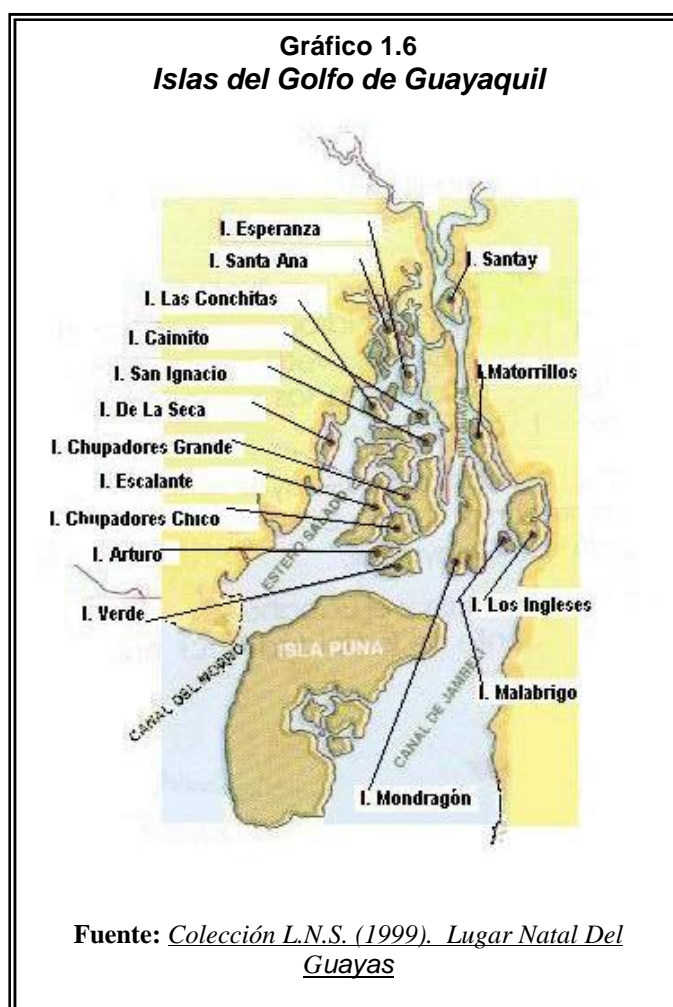 Gráfico 1.6
Islas del Golfo de Guayaquil
I. Esperanza
I. Santa Ana
I. Santay
I. Las Conchitas
I. Caimito
I. San Ignacio
I. Matorrillos
I. De La Seca
I. Chupadores Grande
I. Escalante
I. Chupadores Chico
I. Arturo
I. Verde
ESTERO SALADO
I. Los Ingleses
ISLA PUNA
CANAL DEL MORRO
CANAL DE JAMBELI
I. Malabrigo
I. Mondragón
Fuente: Colección L.N.S. (1999). Lugar Natal Del
Guayas